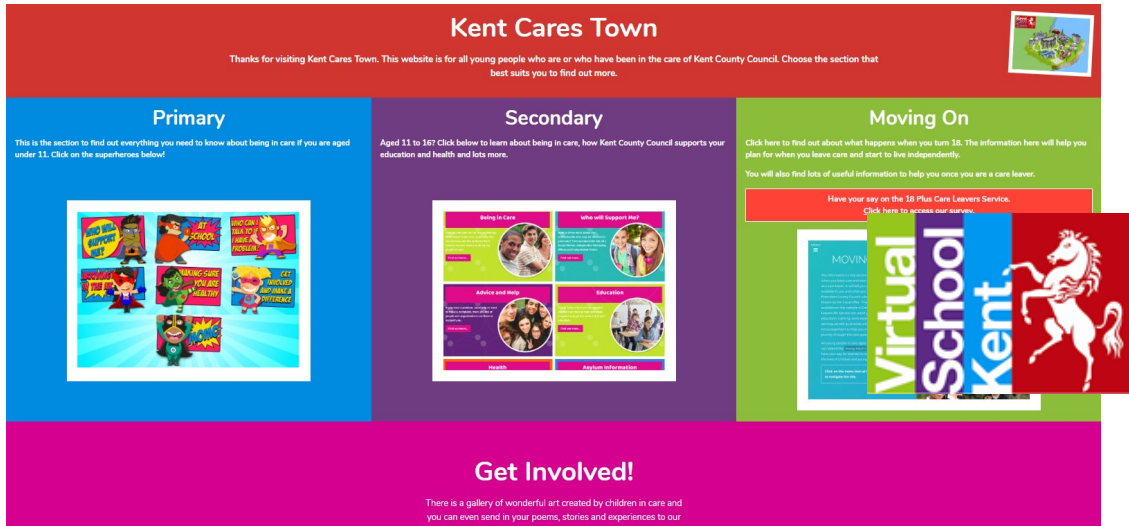 Kent Cares Town
Thanks for visiting Kent Cares Town. This website is for all young people who are or who have been in the care of Kent County Council. Choose the section that
best suits you to find out more.
Primary
This is the section to find out everything you need to know about being in care if you are aged
under 11. Click on the superheroes below!
WHO WILL
SUPPORT
ME?
AT
SCHOOL
WHO CAN I
TALK TO IF
I HAVE A
PROBLEM?
MAKING SURE
YOU ARE
HEALTHY
GET
INVOLVED
AND MAKE A
DIFFERENCE
Secondary
Aged 11 to 16? Click below to learn about being in care, how Kent County Council supports your
education and health and lots more.
Being in Care
Who will Support Me?
Advice and Help
Education
Health
Asylum Information
Moving On
Click here to find out about what happens when you turn 18. The information here will help you
plan for when you leave care and start to live independently.
You will also find lots of useful information to help you once you are a care leaver.
Have your say on the 18 Plus Care Leavers Service.
Click here to access our survey.
MOVING
Virtual
School
Kent.
Get Involved!
There is a gallery of wonderful art created by children in care and
you can even send in your poems, stories and experiences to our